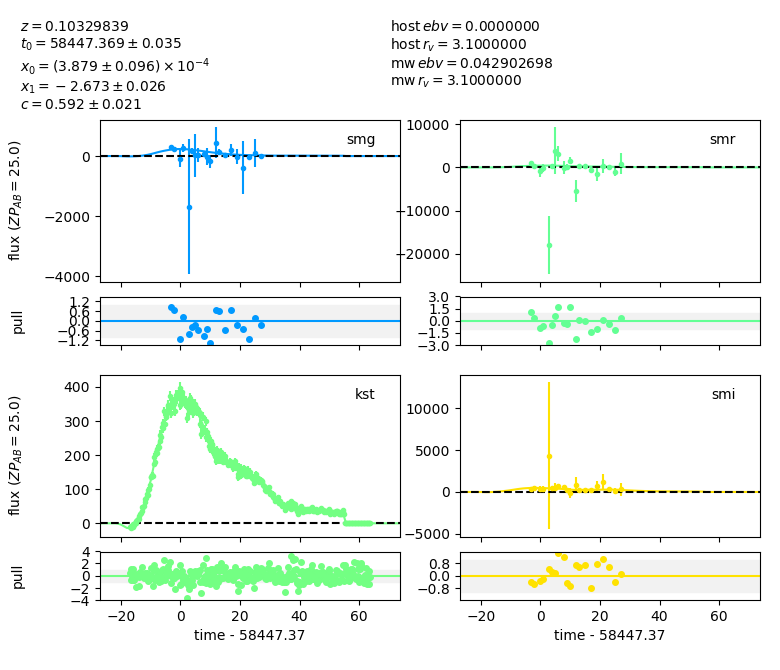 z = 0.10329839
t₀ = 58447.369 ± 0.035
x₀ = (3.879 ± 0.096) × 10⁻⁴
x₁ = −2.673 ± 0.026
c = 0.592 ± 0.021
host ebv = 0.0000000
host r_v = 3.1000000
mw ebv = 0.042902698
mw r_v = 3.1000000
flux (ZP_AB = 25.0)
0
−2000
−4000
smg
10000
0
−10000
−20000
smr
pull
1.2
0.6
0.0
−0.6
−1.2
3.0
1.5
0.0
−1.5
−3.0
flux (ZP_AB = 25.0)
400
300
200
100
0
kst
10000
5000
0
−5000
smi
pull
4
2
0
−2
−4
0.8
0.0
−0.8
−20 0 20 40 60
−20 0 20 40 60
time - 58447.37
time - 58447.37